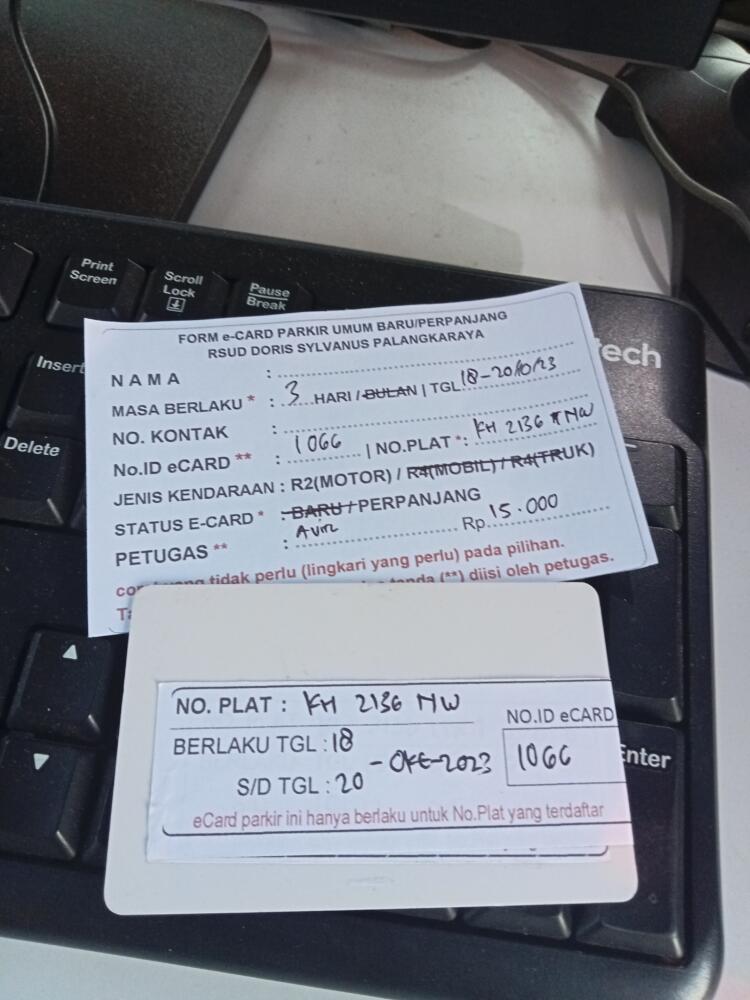 Print Screen
Scroll Lock
Pause Break
Insert
Delete
tech
FORM e-CARD PARKIR UMUM BARU/PERPANJANG
RSUD DORIS SYLVANUS PALANGKARAYA
NAMA :
MASA BERLAKU * : 3 HARI / BULAN | TGL 18-20/10/23
NO. KONTAK :
No.ID eCARD ** : 1066 | NO.PLAT *: KH 2136 NW
JENIS KENDARAAN : R2(MOTOR) / R4(MOBIL) / R4(TRUK)
STATUS E-CARD * : BARU / PERPANJANG
PETUGAS ** : Rp. 15.000
yang tidak perlu (lingkari yang perlu) pada pilihan.
tanda (**) diisi oleh petugas.
NO. PLAT : KH 2136 NW
NO.ID eCARD
BERLAKU TGL : 18
1066
- OKT-2023
S/D TGL : 20
eCard parkir ini hanya berlaku untuk No.Plat yang terdaftar
Enter